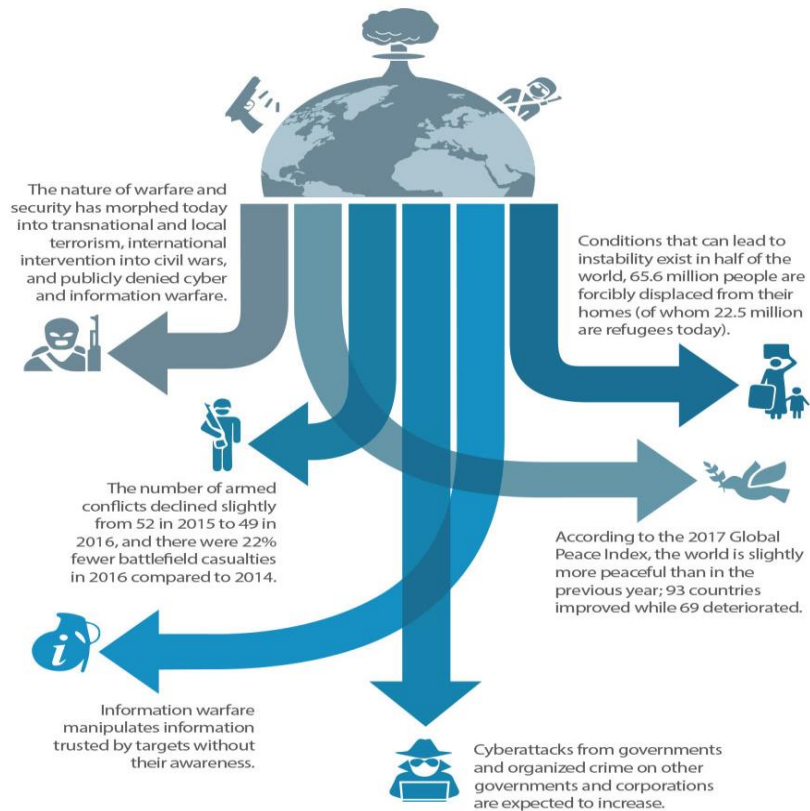 The nature of warfare and
security has morphed today
into transnational and local
terrorism, international
intervention into civil wars,
and publicly denied cyber
and information warfare.
Conditions that can lead to
instability exist in half of the
world, 65.6 million people are
forcibly displaced from their
homes (of whom 22.5 million
are refugees today).
The number of armed
conflicts declined slightly
from 52 in 2015 to 49 in
2016, and there were 22%
fewer battlefield casualties
in 2016 compared to 2014.
According to the 2017 Global
Peace Index, the world is slightly
more peaceful than in the
previous year; 93 countries
improved while 69 deteriorated.
i
Information warfare
manipulates information
trusted by targets without
their awareness.
Cyberattacks from governments
and organized crime on other
governments and corporations
are expected to increase.